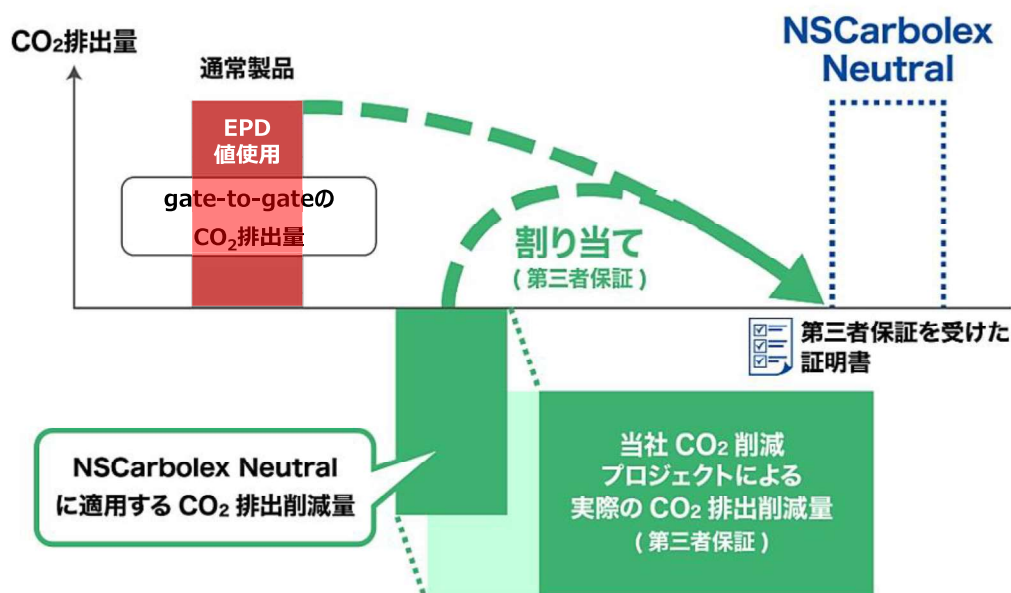 CO₂排出量
通常製品
EPD
値使用
gate-to-gateの
CO₂排出量
NSCarbolex
Neutral
割り当て
( 第三者保証 )
第三者保証を受けた
証明書
NSCarbolex Neutral
に適用する CO₂ 排出削減量
当社 CO₂ 削減
プロジェクトによる
実際の CO₂ 排出削減量
( 第三者保証 )